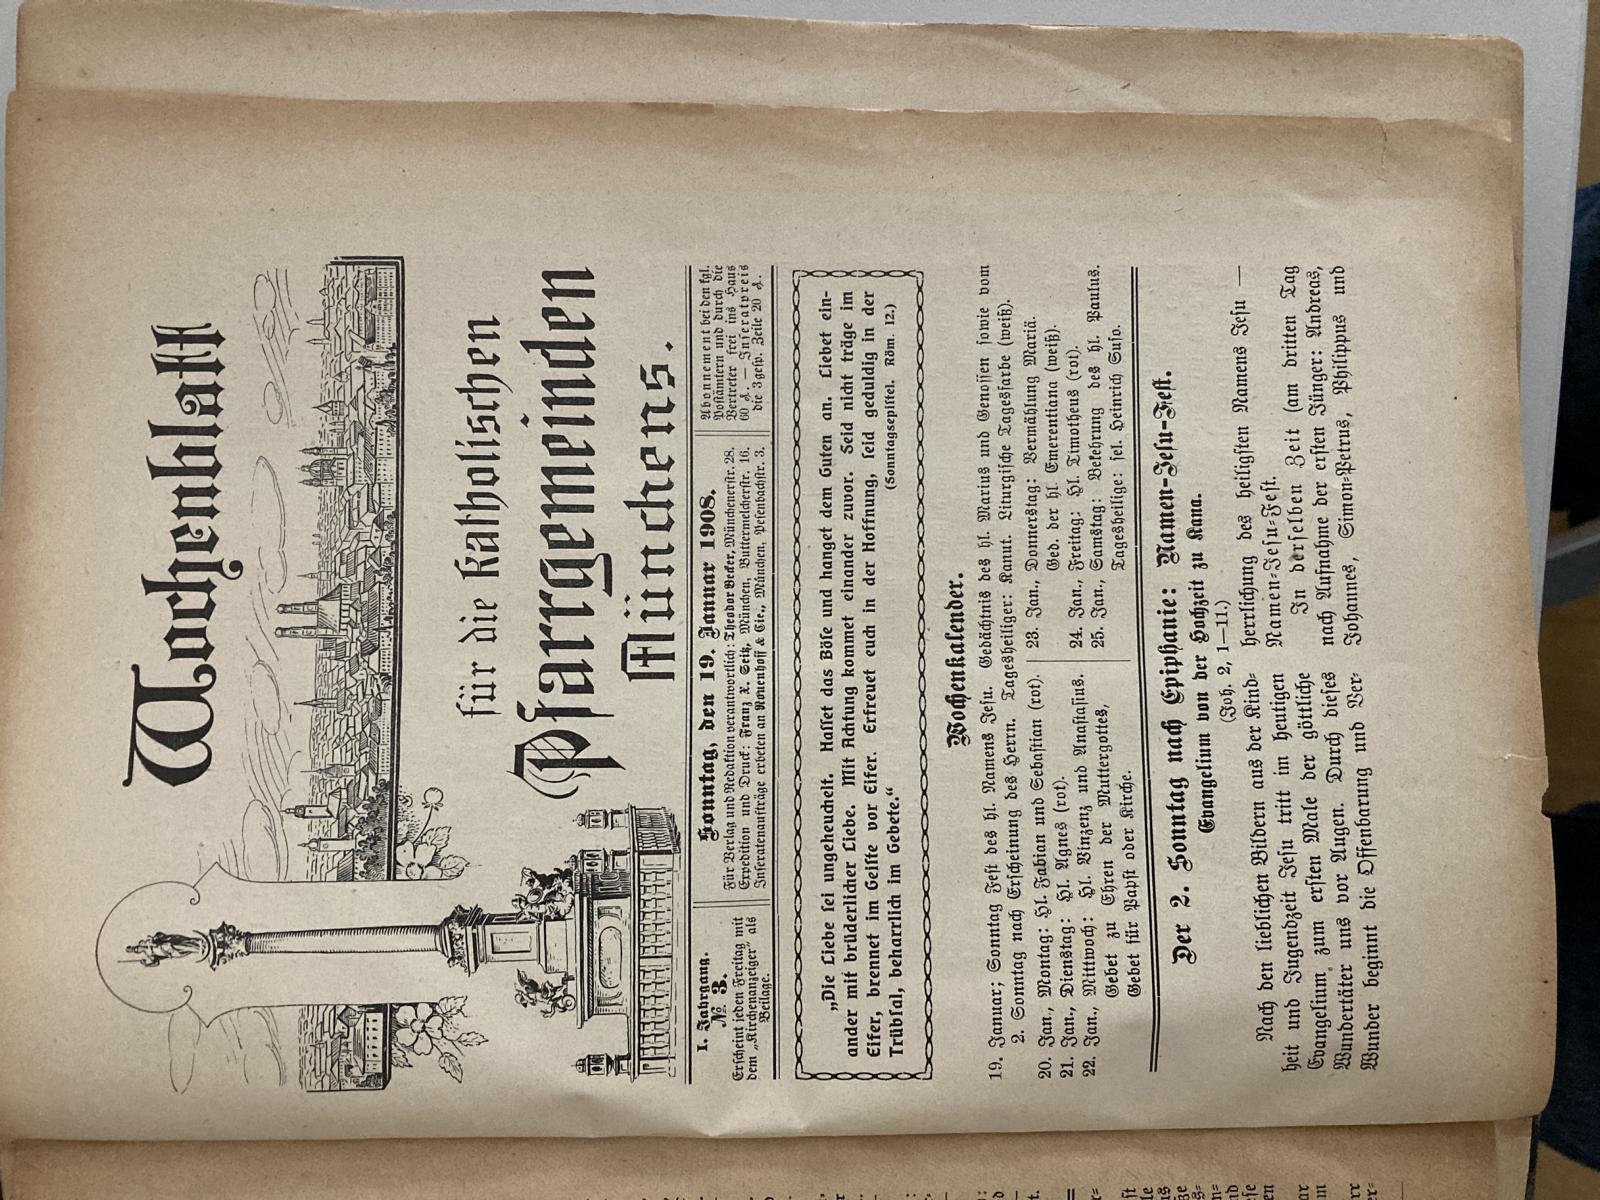 Wochenblatt
für die katholischen
Pfarrgemeinden
Münchens.
I. Jahrgang.
№ 3.
Erscheint jeden Freitag mit
dem „Kirchenanzeiger“ als
Beilage.
Sonntag, den 19. Januar 1908.
Für Verlag und Redaktion verantwortlich: Theodor Becker, Münchenerstr. 28.
Expedition und Druck: Franz X. Seitz, München, Buttermelcherstr. 16.
Inseratenaufträge erbeten an Rouenhoff & Cie., München, Pestenbachstr. 3.
Abonnement bei den kgl.
Postämtern und durch die
Vertreter frei ins Haus
60 ₰. — Inseratpreis
die 3gesp. Zeile 20 ₰.
„Die Liebe sei ungeheuchelt. Hasset das Böse und hanget dem Guten an. Liebet ein-
ander mit brüderlicher Liebe. Mit Achtung kommet einander zuvor. Seid nicht träge im
Eifer, brennet im Geiste vor Eifer. Erfreuet euch in der Hoffnung, seid geduldig in der
Trübsal, beharrlich im Gebete.“
(Sonntagsepistel. Röm. 12.)
Wochenkalender.
19. Januar; Sonntag Fest des hl. Namens Jesu. Gedächtnis des hl. Marius und Genossen sowie vom
2. Sonntag nach Erscheinung des Herrn. Tagesheiliger: Kanut. Liturgische Tagesfarbe (weiß).
20. Jan., Montag: Hl. Fabian und Sebastian (rot).
21. Jan., Dienstag: Hl. Agnes (rot).
22. Jan., Mittwoch: Hl. Vinzenz und Anastasius.
Gebet zu Ehren der Muttergottes,
Gebet für Papst oder Kirche.
23. Jan., Donnerstag: Vermählung Mariä.
Ged. der hl. Emerentiana (weiß).
24. Jan., Freitag: Hl. Timotheus (rot).
25. Jan., Samstag: Bekehrung des hl. Paulus.
Tagesheilige: sel. Heinrich Suso.
Der 2. Sonntag nach Epiphanie: Namen-Jesu-Fest.
Evangelium von der Hochzeit zu Kana.
(Joh. 2, 1—11.)
Nach den lieblichen Bildern aus der Kind-
heit und Jugendzeit Jesu tritt im heutigen
Evangelium zum ersten Male der göttliche
Wundertäter uns vor Augen. Durch dieses
Wunder beginnt die Offenbarung und Ver-
herrlichung des heiligsten Namens Jesu —
Namen-Jesu-Fest.
In derselben Zeit (am dritten Tag
nach Aufnahme der ersten Jünger: Andreas,
Johannes, Simon-Petrus, Philippus und